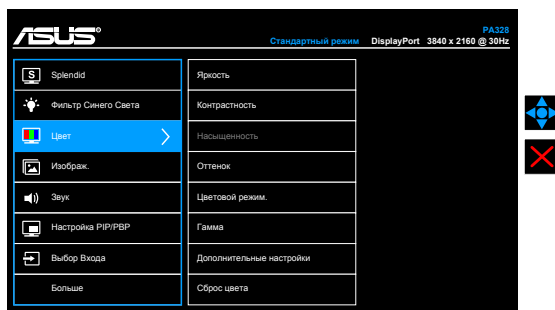 ASUS
PA328
Стандартный режим DisplayPort 3840 x 2160 @ 30Hz
S Splendid
Яркость
Фильтр Синего Света
Контрастность
Цвет
Насыщенность
Изображ.
Оттенок
Звук
Цветовой режим.
Настройка PIP/PBP
Гамма
Выбор Входа
Дополнительные настройки
Больше
Сброс цвета